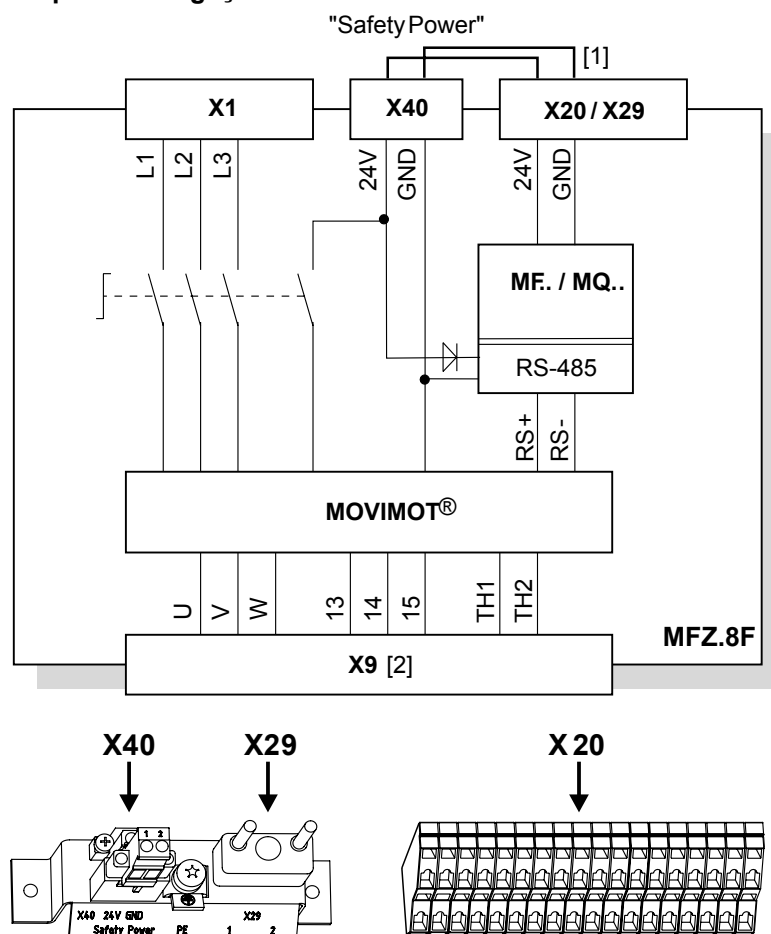 "Safety Power"
[1]
X1
X40
X20 / X29
L1
L2
L3
24V
GND
24V
GND
MF.. / MQ..
RS-485
RS+
RS-
MOVIMOT®
U
V
W
13
14
15
TH1
TH2
MFZ.8F
X9 [2]
X40
X29
X 20
1 2
X40 24V GND
X29
Safety Power
PE
1
2